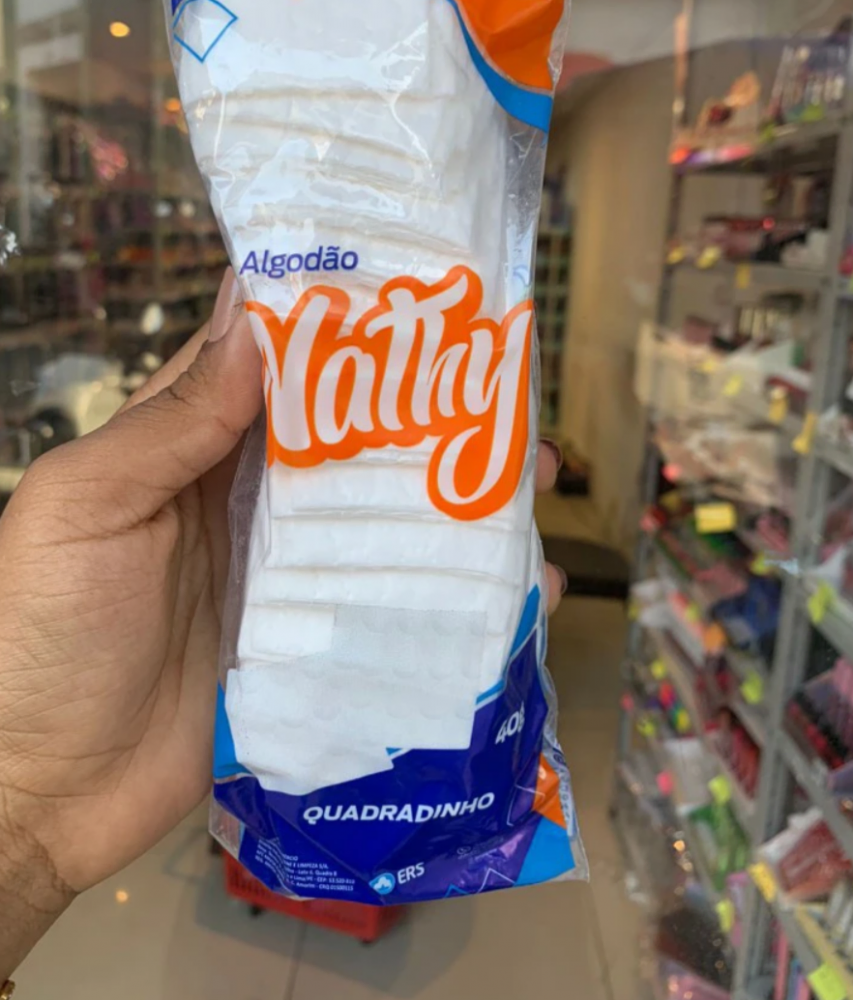 Algodão
Nathy
40g
QUADRADINHO
ERS